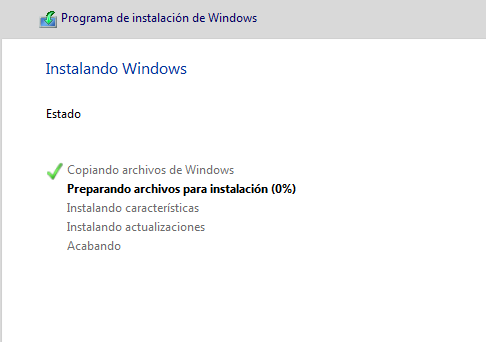 Programa de instalación de Windows
Instalando Windows
Estado
Copiando archivos de Windows
Preparando archivos para instalación (0%)
Instalando características
Instalando actualizaciones
Acabando